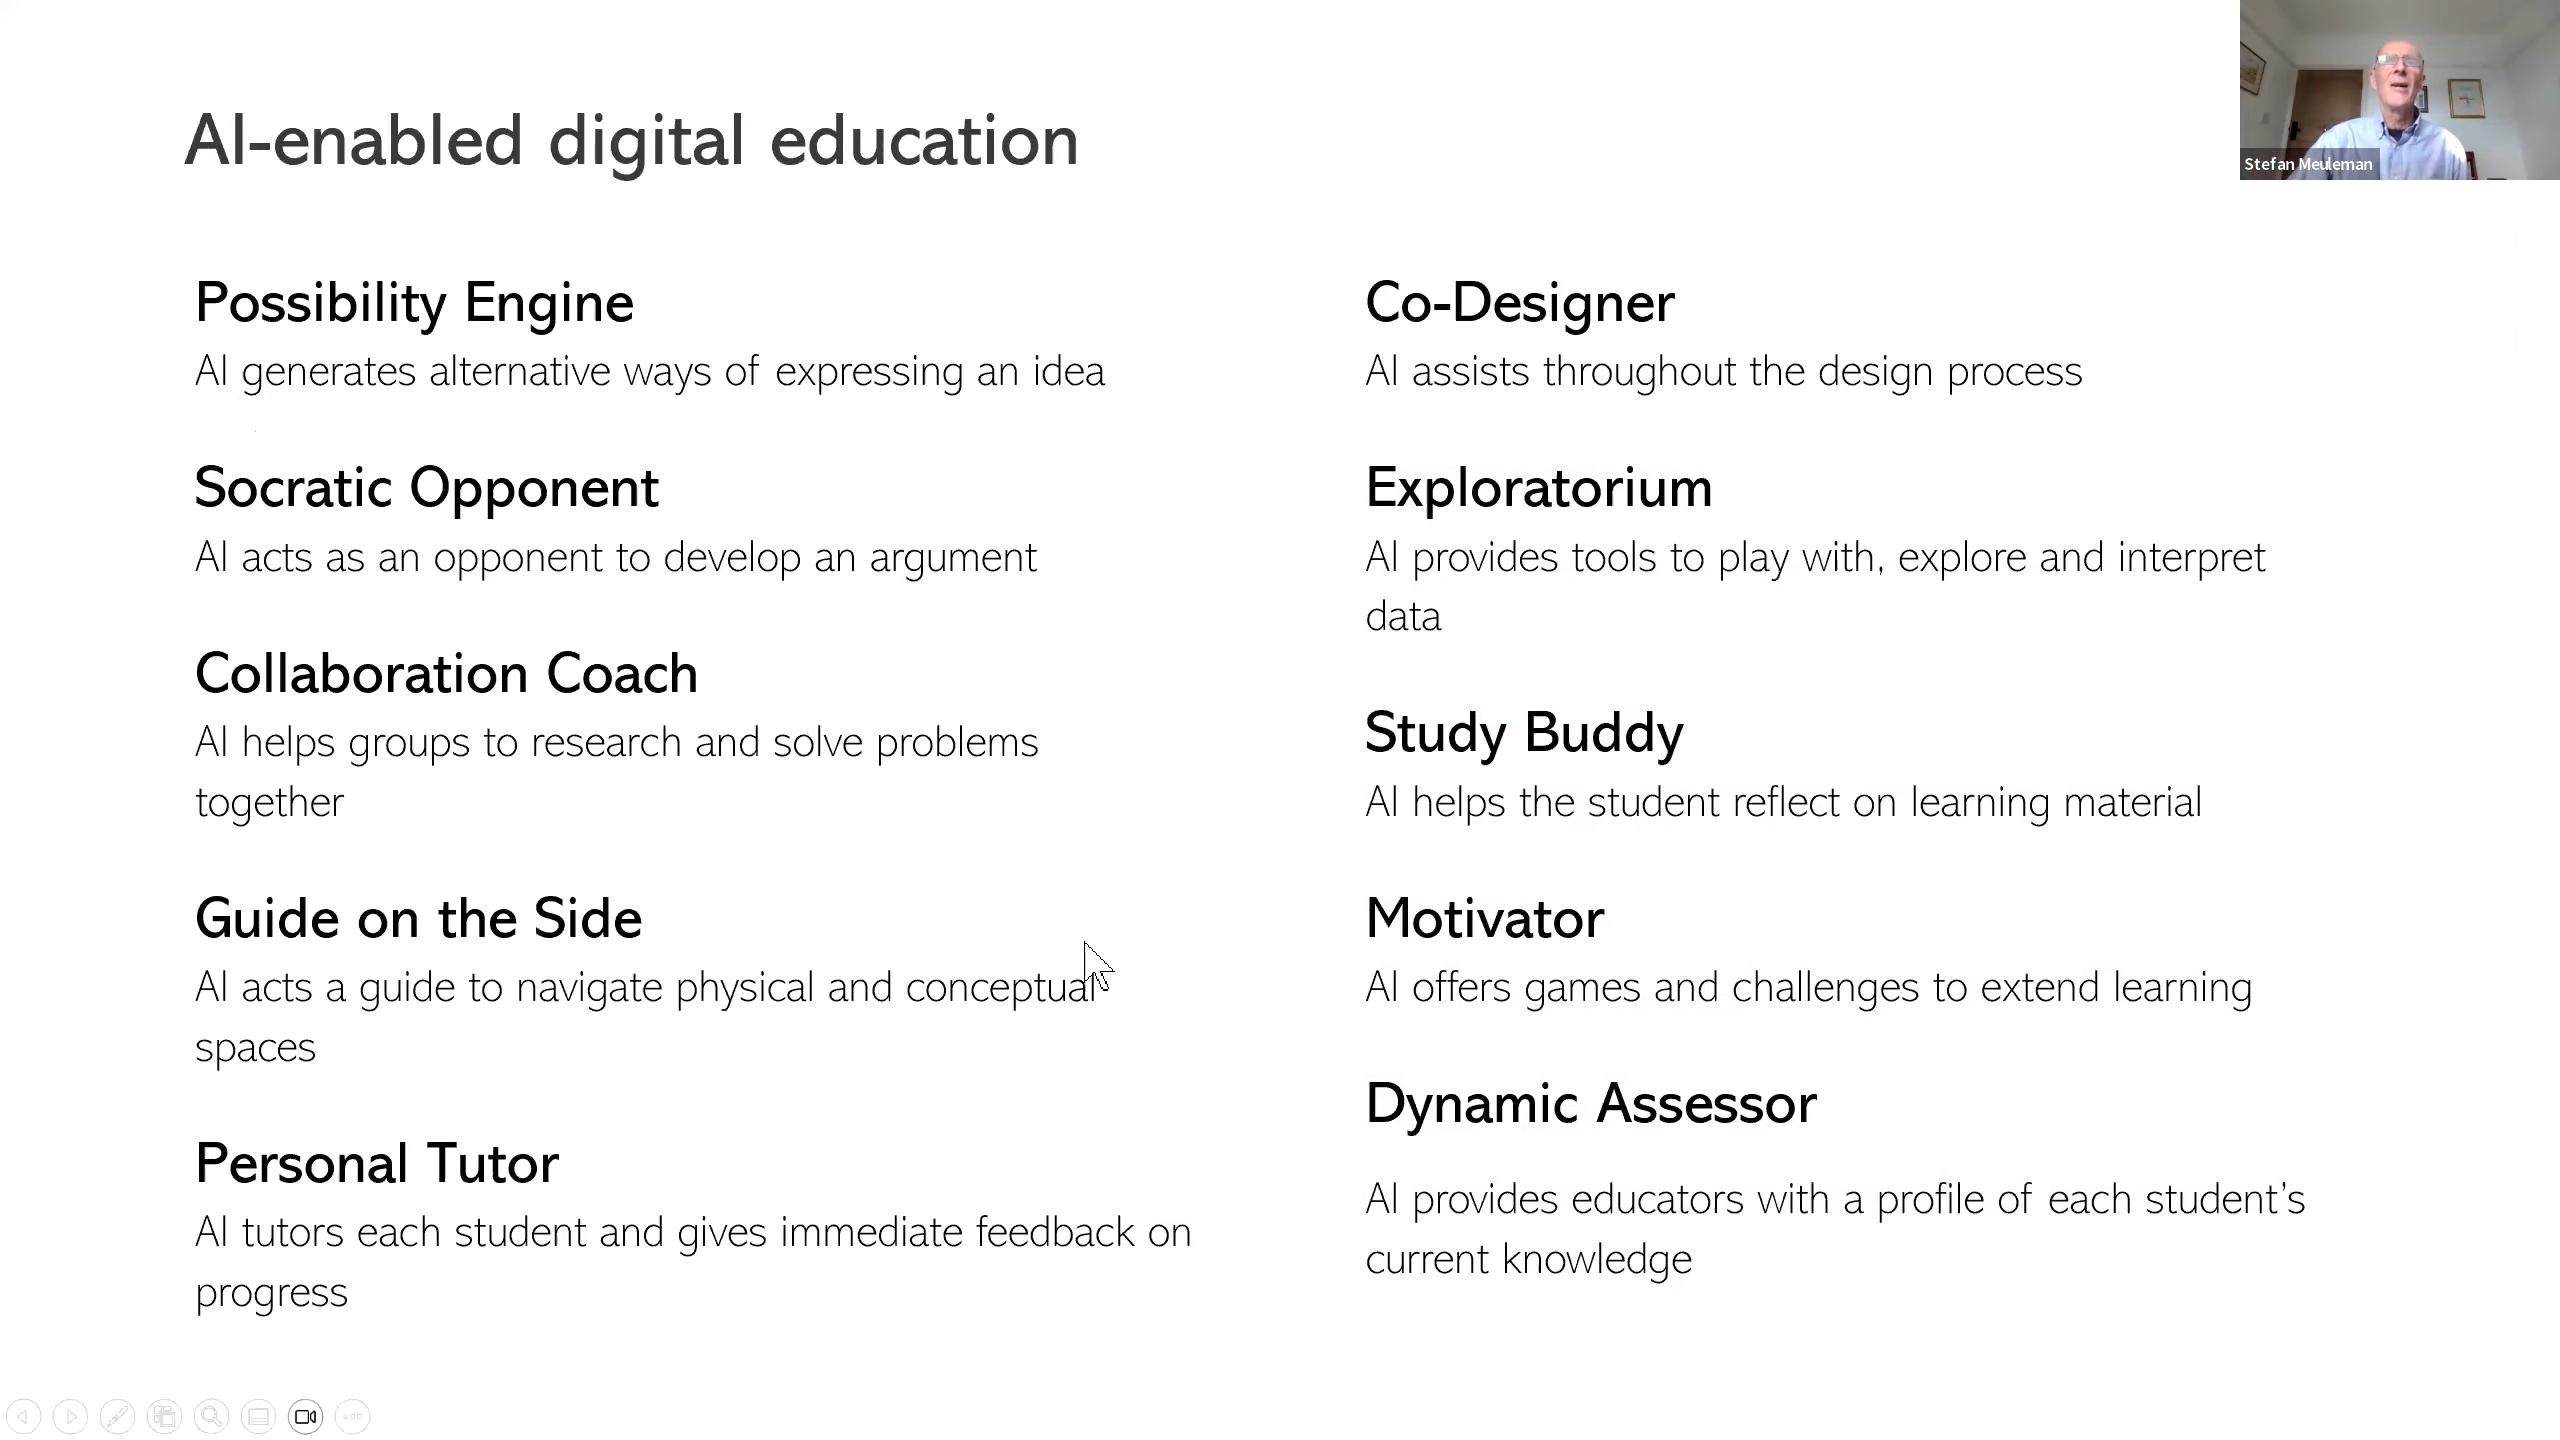 AI-enabled digital education
Stefan Meuleman
Possibility Engine
AI generates alternative ways of expressing an idea
Socratic Opponent
AI acts as an opponent to develop an argument
Collaboration Coach
AI helps groups to research and solve problems
together
Guide on the Side
AI acts a guide to navigate physical and conceptual
spaces
Personal Tutor
AI tutors each student and gives immediate feedback on
progress
Co-Designer
AI assists throughout the design process
Exploratorium
AI provides tools to play with, explore and interpret
data
Study Buddy
AI helps the student reflect on learning material
Motivator
AI offers games and challenges to extend learning
Dynamic Assessor
AI provides educators with a profile of each student’s
current knowledge